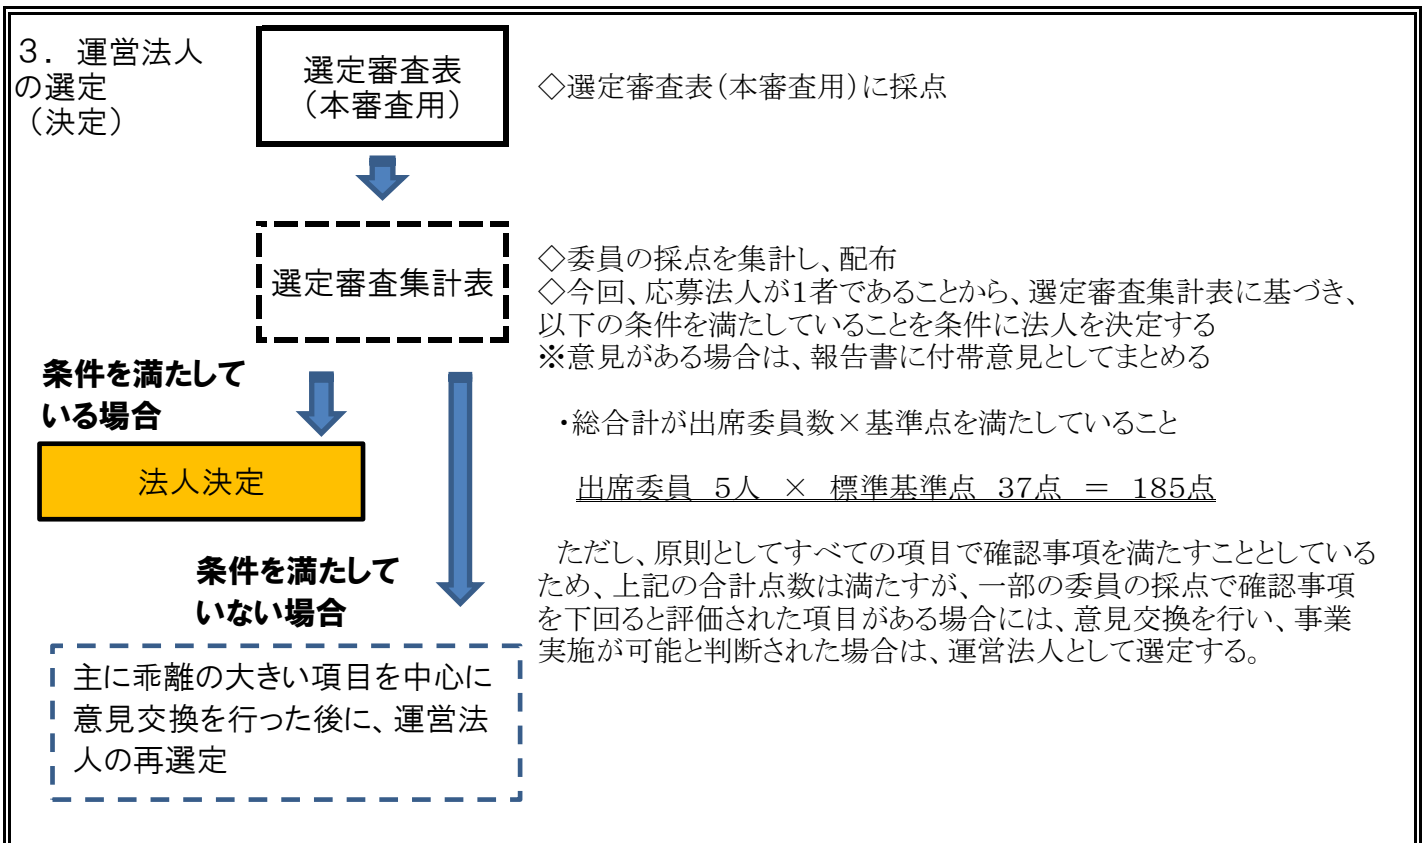 ３．運営法人
の選定
（決定）
選定審査表
（本審査用）
◇選定審査表（本審査用）に採点
選定審査集計表
◇委員の採点を集計し、配布
◇今回、応募法人が１者であることから、選定審査集計表に基づき、
以下の条件を満たしていることを条件に法人を決定する
※意見がある場合は、報告書に付帯意見としてまとめる
・総合計が出席委員数×基準点を満たしていること
出席委員　5人　×　標準基準点　37点　＝　185点
ただし、原則としてすべての項目で確認事項を満たすこととしている
ため、上記の合計点数は満たすが、一部の委員の採点で確認事項
を下回ると評価された項目がある場合には、意見交換を行い、事業
実施が可能と判断された場合は、運営法人として選定する。
条件を満たして
いる場合
法人決定
条件を満たして
いない場合
主に乖離の大きい項目を中心に
意見交換を行った後に、運営法
人の再選定